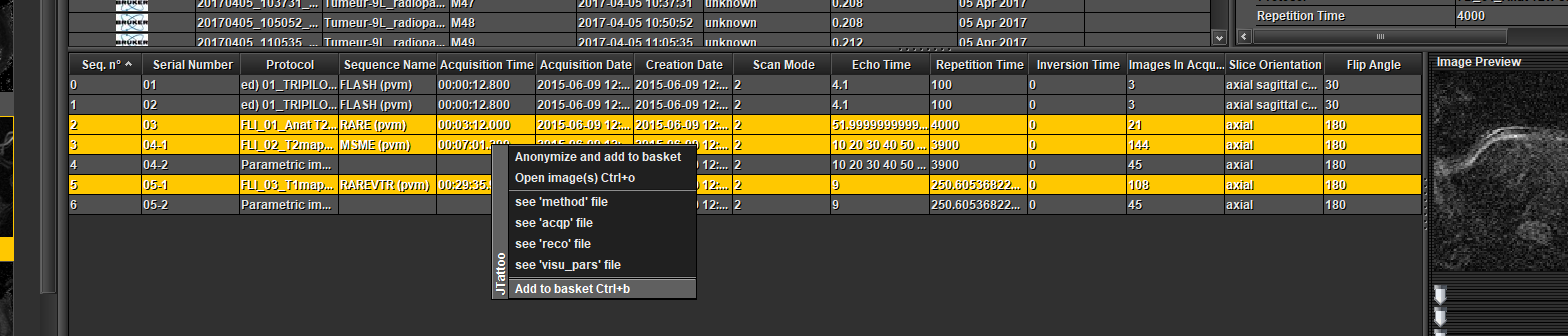 20170405_103731_... Tumeur-9L_radiopa... M47 2017-04-05 10:37:31 unknown 0.208 05 Apr 2017
BRUKER 20170405_105052_... Tumeur-9L_radiopa... M48 2017-04-05 10:50:52 unknown 0.208 05 Apr 2017
BRUKER 20170405_110535_... Tumeur-9L_radiopa... M49 2017-04-05 11:05:35 unknown 0.212 05 Apr 2017
Repetition Time 4000
Seq. n° Serial Number Protocol Sequence Name Acquisition Time Acquisition Date Creation Date Scan Mode Echo Time Repetition Time Inversion Time Images In Acqu... Slice Orientation Flip Angle
0 01 ed) 01_TRIPILO... FLASH (pvm) 00:00:12.800 2015-06-09 12:... 2015-06-09 12:... 2 4.1 100 0 3 axial sagittal c... 30
1 02 ed) 01_TRIPILO... FLASH (pvm) 00:00:12.800 2015-06-09 12:... 2015-06-09 12:... 2 4.1 100 0 3 axial sagittal c... 30
2 03 FLI_01_Anat T2... RARE (pvm) 00:03:12.000 2015-06-09 12:... 2015-06-09 12:... 2 51.9999999999... 4000 0 21 axial 180
3 04-1 FLI_02_T2map... MSME (pvm) 2 10 20 30 40 50 ... 3900 0 144 axial 180
4 04-2 Parametric im... 12:... 2 10 20 30 40 50 ... 3900 0 45 axial 180
5 05-1 FLI_03_T1map... RAREVTR (pvm) 00:29:35. 12:... 2 9 250.60536822... 0 108 axial 180
6 05-2 Parametric im... 12:... 2 9 250.60536822... 0 45 axial 180
JTattoo
Anonymize and add to basket
Open image(s) Ctrl+o
see 'method' file
see 'acqp' file
see 'reco' file
see 'visu_pars' file
Add to basket Ctrl+b
Image Preview